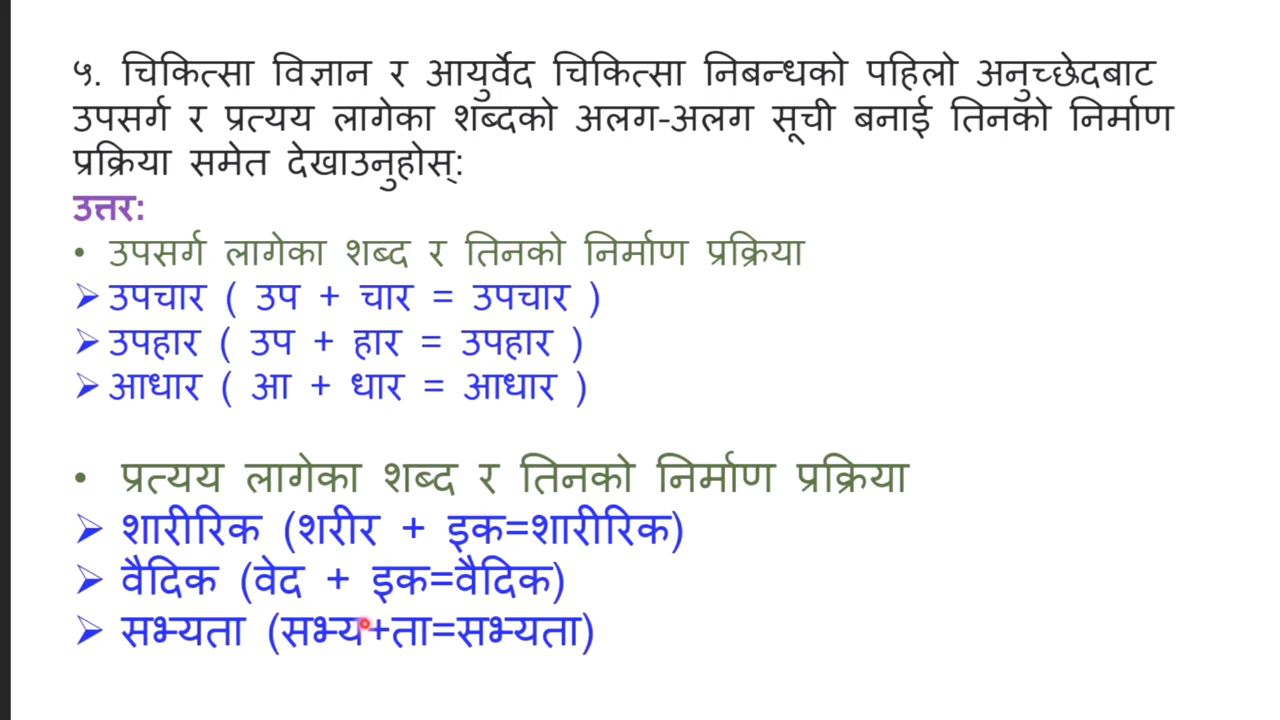 ५. चिकित्सा विज्ञान र आयुर्वेद चिकित्सा निबन्धको पहिलो अनुच्छेदबाट
उपसर्ग र प्रत्यय लागेका शब्दको अलग-अलग सूची बनाई तिनको निर्माण
प्रक्रिया समेत देखाउनुहोस्:
उत्तर:
• उपसर्ग लागेका शब्द र तिनको निर्माण प्रक्रिया
➢ उपचार ( उप + चार = उपचार )
➢ उपहार ( उप + हार = उपहार )
➢ आधार ( आ + धार = आधार )
• प्रत्यय लागेका शब्द र तिनको निर्माण प्रक्रिया
➢ शारीरिक (शरीर + इक=शारीरिक)
➢ वैदिक (वेद + इक=वैदिक)
➢ सभ्यता (सभ्य+ता=सभ्यता)